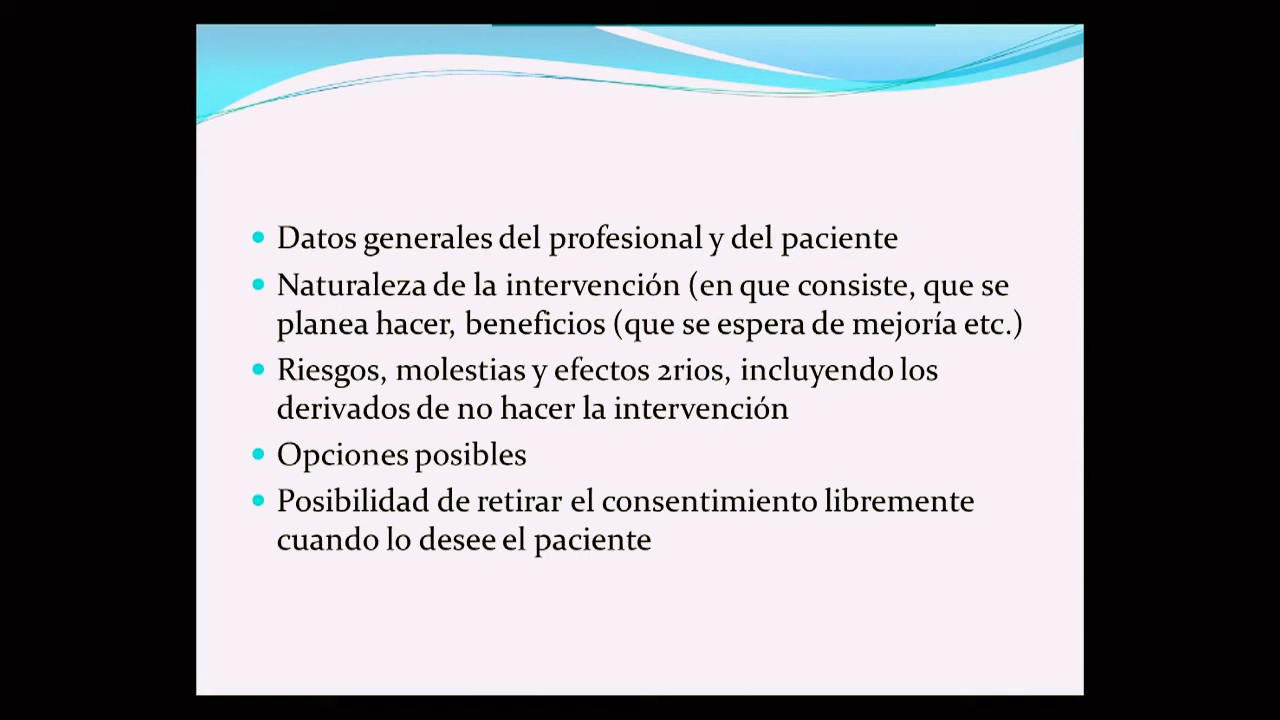 Datos generales del profesional y del paciente
Naturaleza de la intervención (en que consiste, que se
planea hacer, beneficios (que se espera de mejoría etc.)
Riesgos, molestias y efectos 2rios, incluyendo los
derivados de no hacer la intervención
Opciones posibles
Posibilidad de retirar el consentimiento libremente
cuando lo desee el paciente